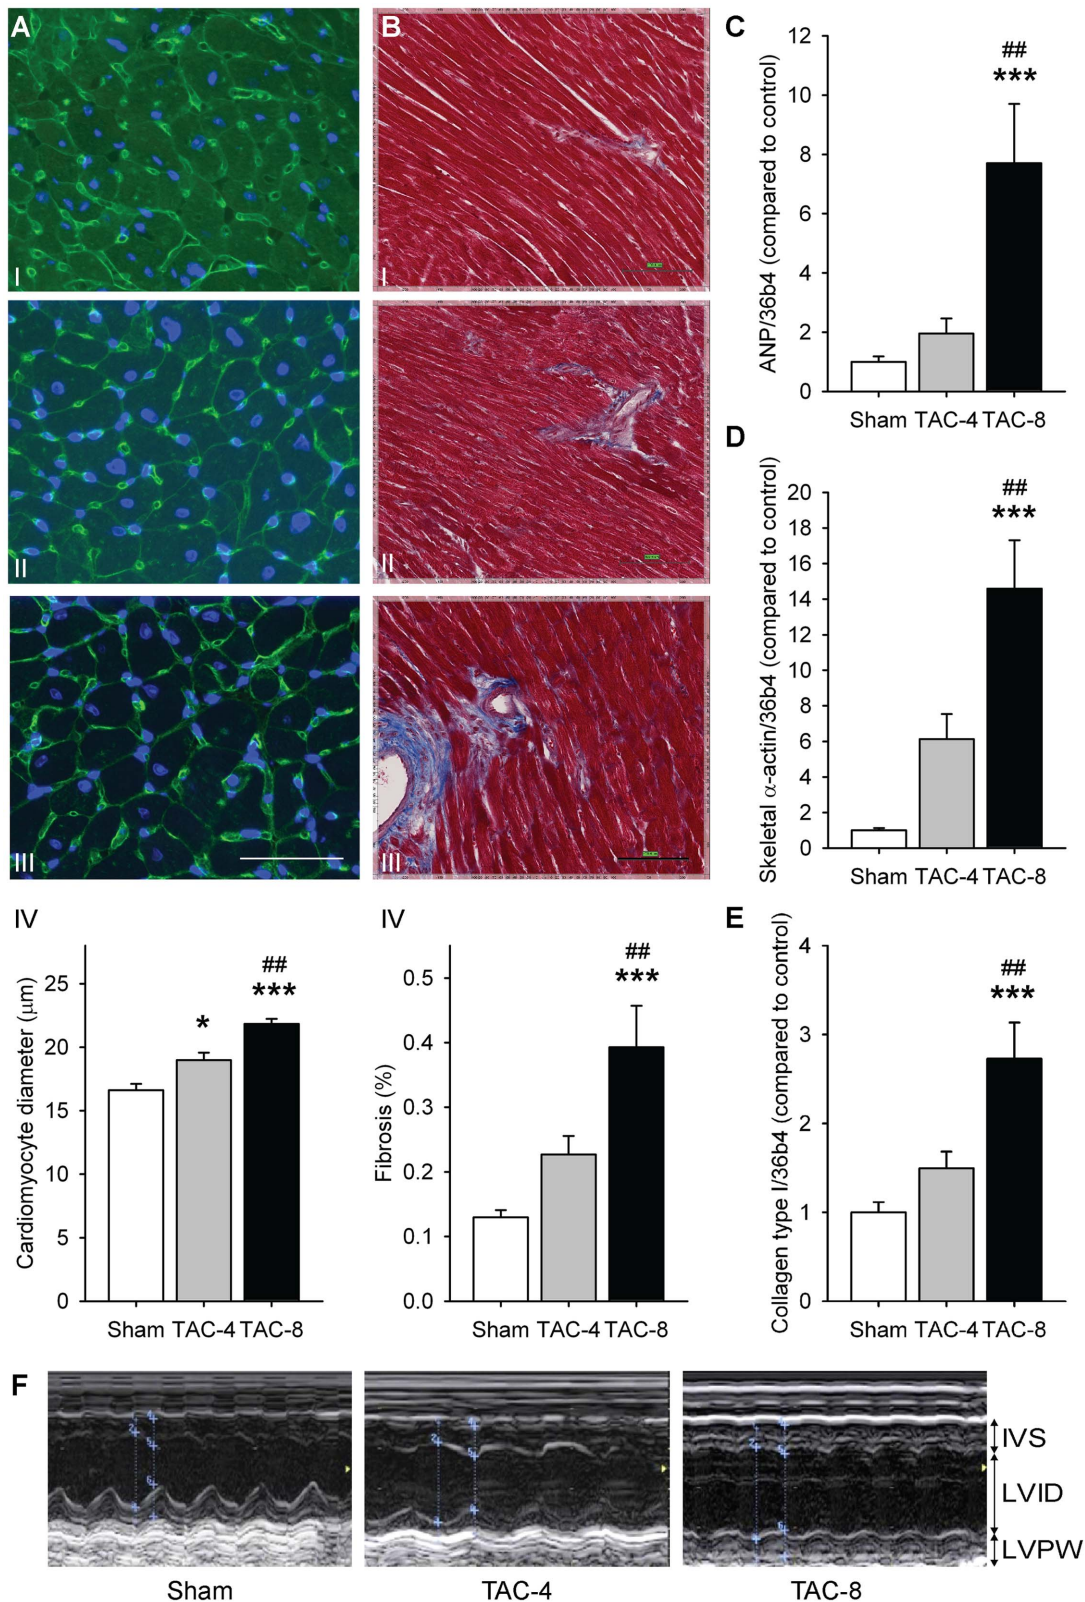 A
I
II
III
IV
Cardiomyocyte diameter (µm)
25
20
15
10
5
0
*
##
***
Sham TAC-4 TAC-8
B
I
II
III
IV
Fibrosis (%)
0.5
0.4
0.3
0.2
0.1
0.0
##
***
Sham TAC-4 TAC-8
C
ANP/36b4 (compared to control)
12
10
8
6
4
2
0
##
***
Sham TAC-4 TAC-8
D
Skeletal α-actin/36b4 (compared to control)
20
18
16
14
12
10
8
6
4
2
0
##
***
Sham TAC-4 TAC-8
E
Collagen type I/36b4 (compared to control)
4
3
2
1
0
##
***
Sham TAC-4 TAC-8
F
IVS
LVID
LVPW
Sham
TAC-4
TAC-8